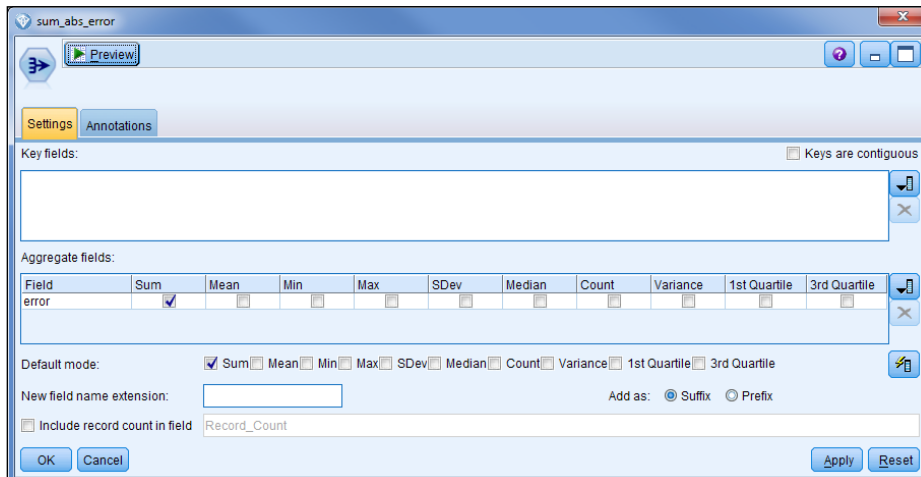 sum_abs_error
Preview
Settings Annotations
Key fields: Keys are contiguous
Aggregate fields:
Field Sum Mean Min Max SDev Median Count Variance 1st Quartile 3rd Quartile
error
Default mode: Sum Mean Min Max SDev Median Count Variance 1st Quartile 3rd Quartile
New field name extension: Add as: Suffix Prefix
Include record count in field Record_Count
OK Cancel Apply Reset